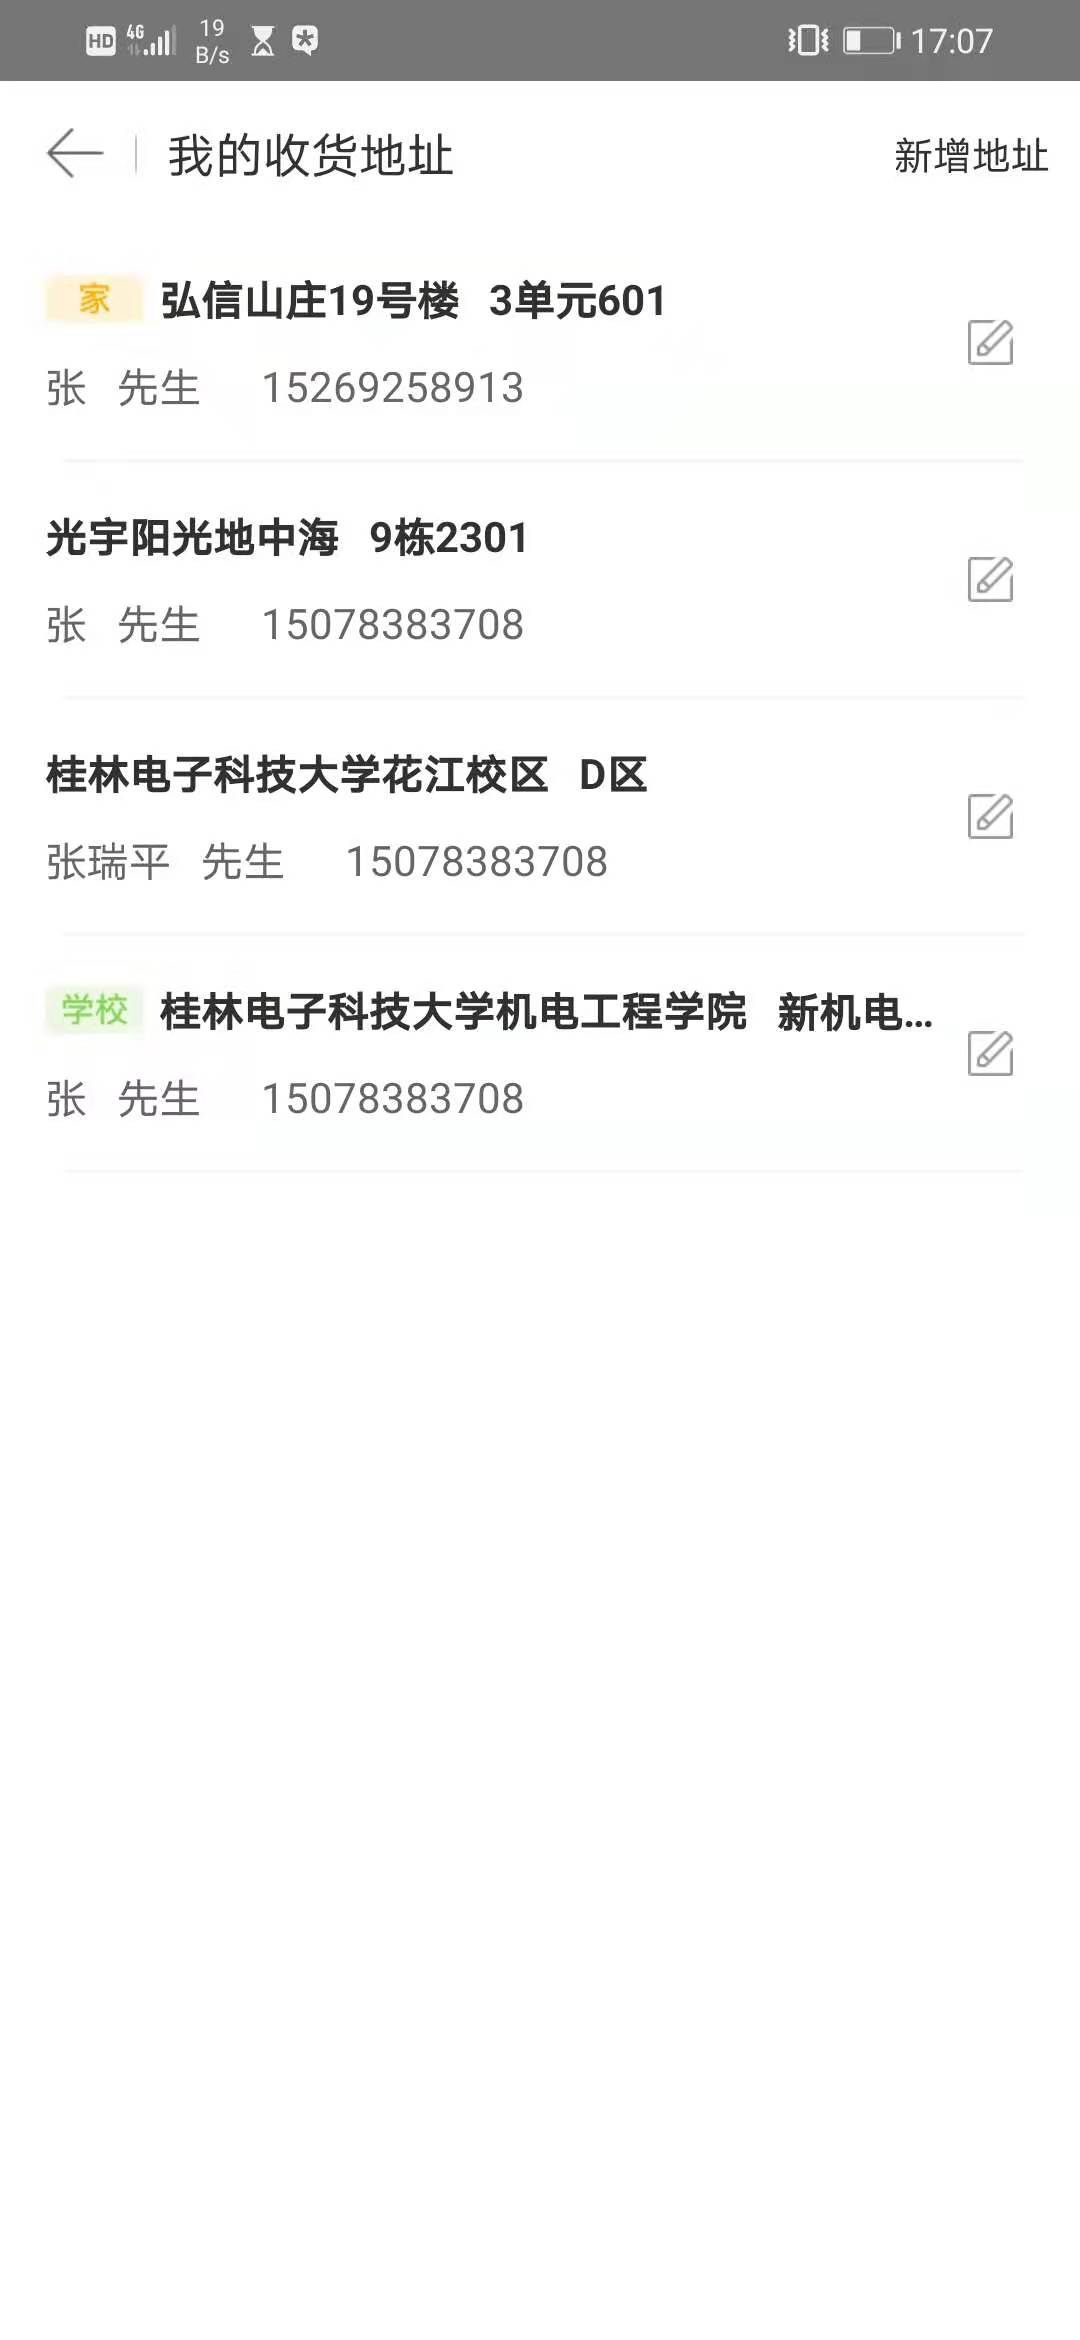 HD 4G 19 B/s 17:07
我的收货地址 新增地址
家 弘信山庄19号楼 3单元601
张 先生 15269258913
光宇阳光地中海 9栋2301
张 先生 15078383708
桂林电子科技大学花江校区 D区
张瑞平 先生 15078383708
学校 桂林电子科技大学机电工程学院 新机电...
张 先生 15078383708